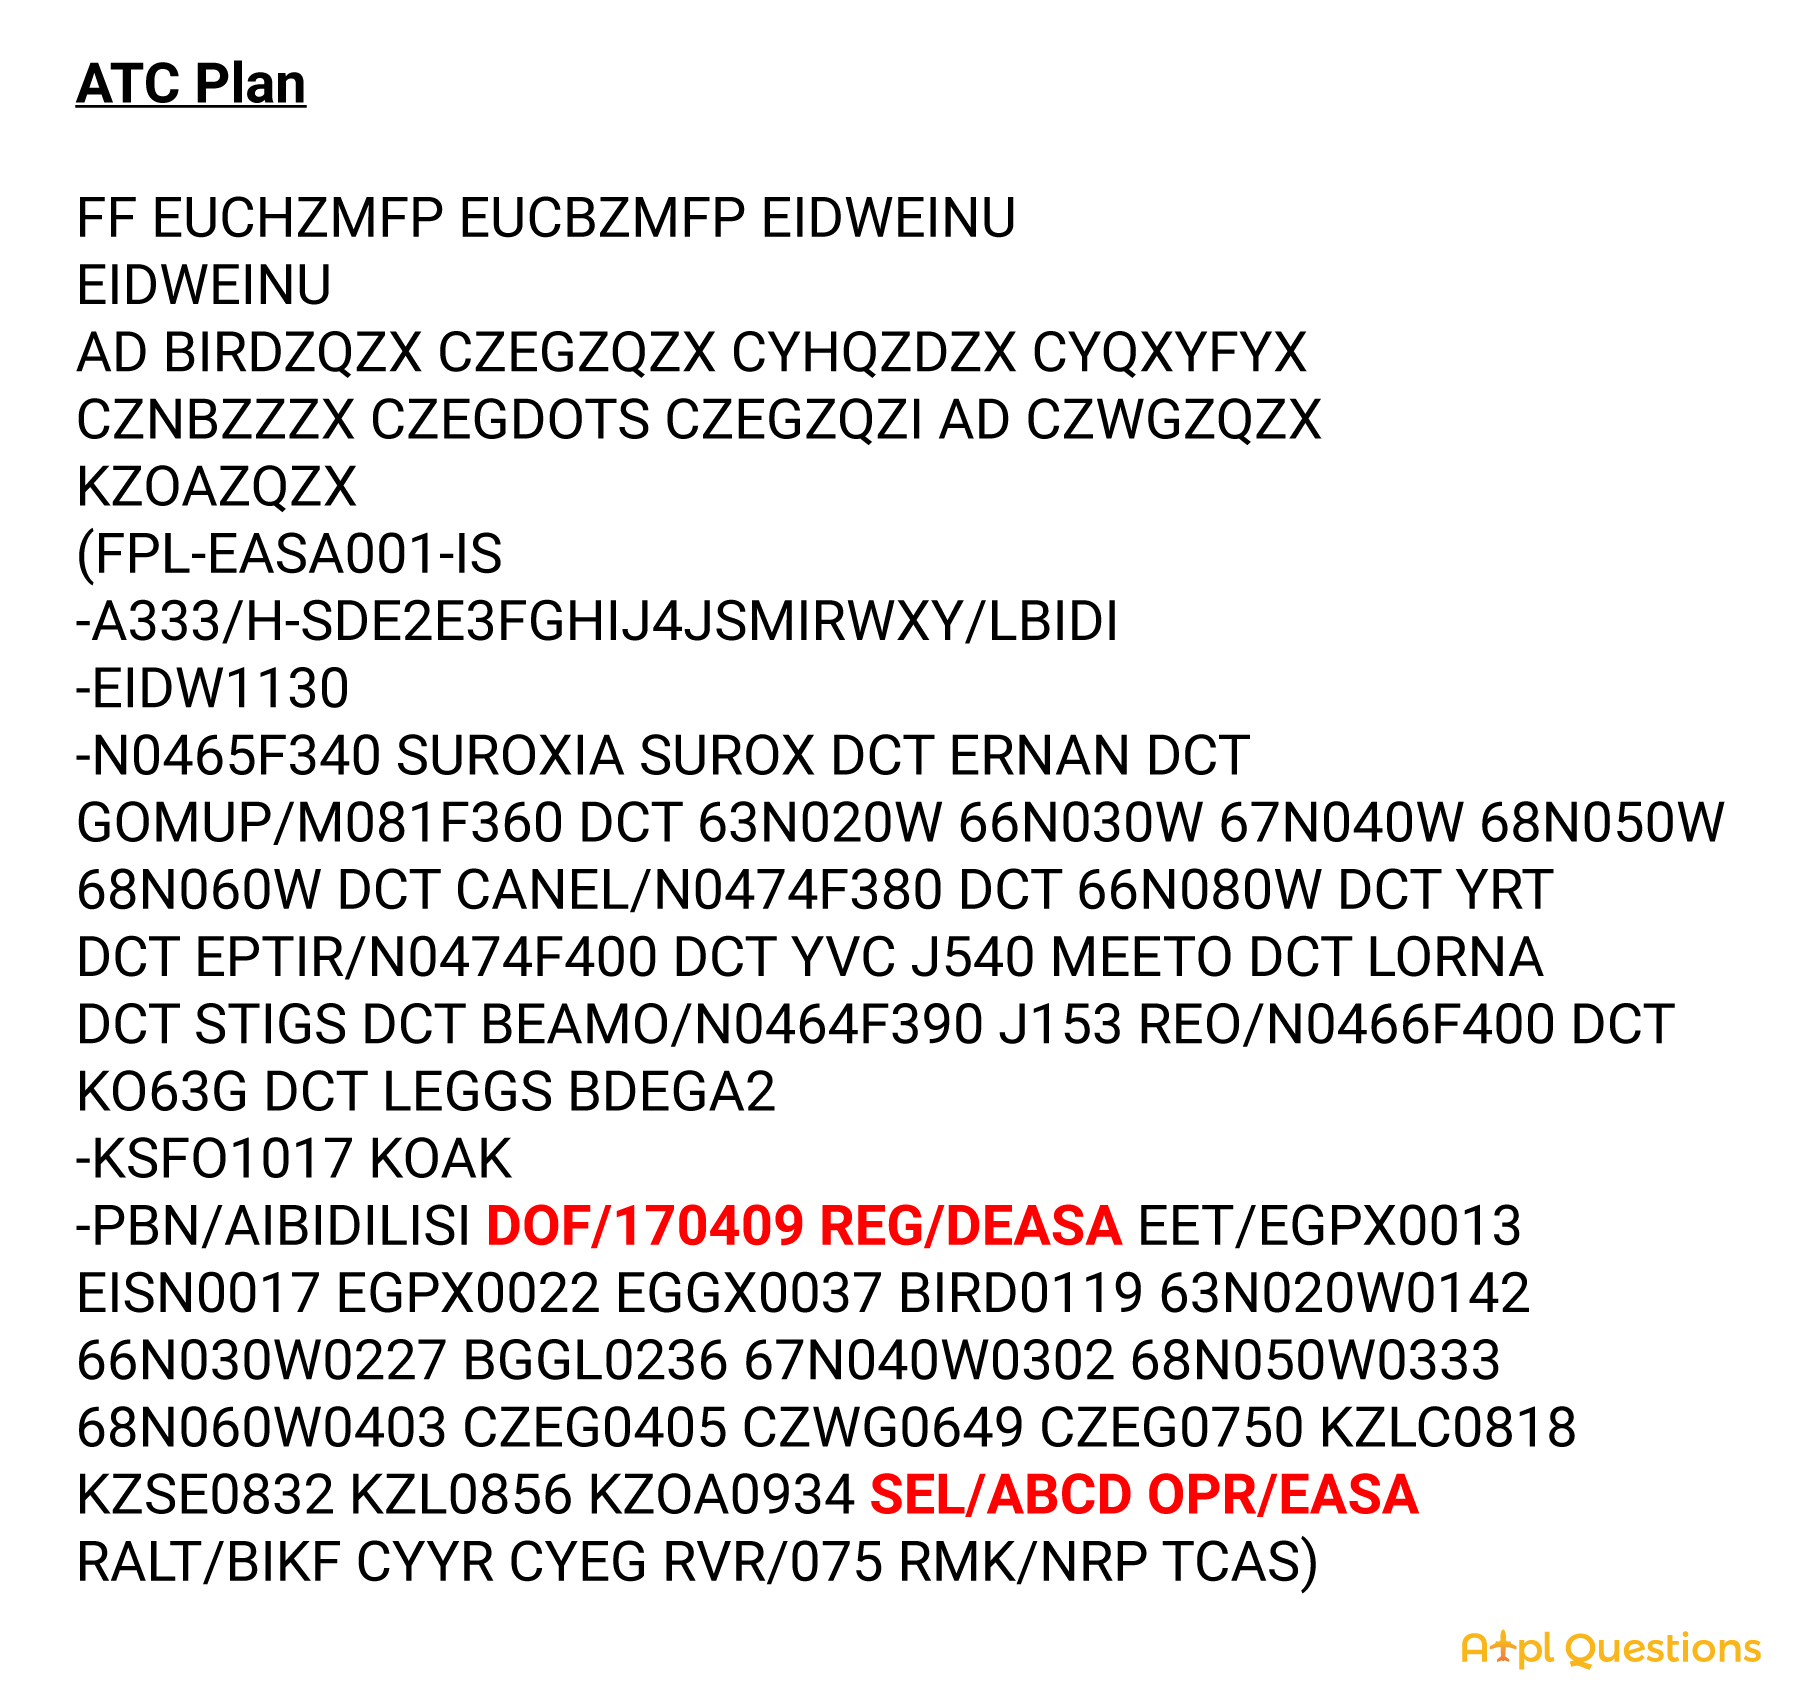 ATC Plan
FF EUCHZMFP EUCBZMFP EIDWEINU
EIDWEINU
AD BIRDZQZX CZEGZQZX CYHQZDZX CYQXYFYX
CZNBZZZX CZEGDOTS CZEGZQZI AD CZWGZQZX
KZOAZQZX
(FPL-EASA001-IS
-A333/H-SDE2E3FGHIJ4JSMIRWXY/LBIDI
-EIDW1130
-N0465F340 SUROXIA SUROX DCT ERNAN DCT
GOMUP/M081F360 DCT 63N020W 66N030W 67N040W 68N050W
68N060W DCT CANEL/N0474F380 DCT 66N080W DCT YRT
DCT EPTIR/N0474F400 DCT YVC J540 MEETO DCT LORNA
DCT STIGS DCT BEAMO/N0464F390 J153 REO/N0466F400 DCT
KO63G DCT LEGGS BDEGA2
-KSFO1017 KOAK
-PBN/AIBIDILISI DOF/170409 REG/DEASA EET/EGPX0013
EISN0017 EGPX0022 EGGX0037 BIRD0119 63N020W0142
66N030W0227 BGGL0236 67N040W0302 68N050W0333
68N060W0403 CZEG0405 CZWG0649 CZEG0750 KZLC0818
KZSE0832 KZL0856 KZOA0934 SEL/ABCD OPR/EASA
RALT/BIKF CYYR CYEG RVR/075 RMK/NRP TCAS)
Atpl Questions